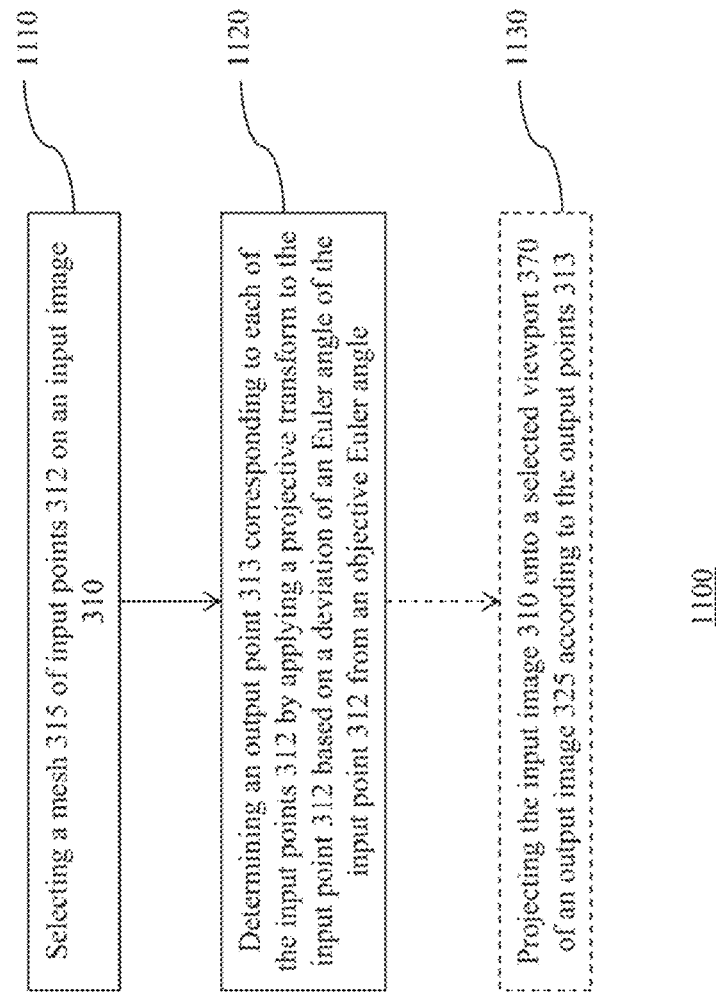 Selecting a mesh 315 of input points 312 on an input image
310
1110
Determining an output point 313 corresponding to each of
the input points 312 by applying a projective transform to the
input point 312 based on a deviation of an Euler angle of the
input point 312 from an objective Euler angle
1120
Projecting the input image 310 onto a selected viewport 370
of an output image 325 according to the output points 313
1130
1100